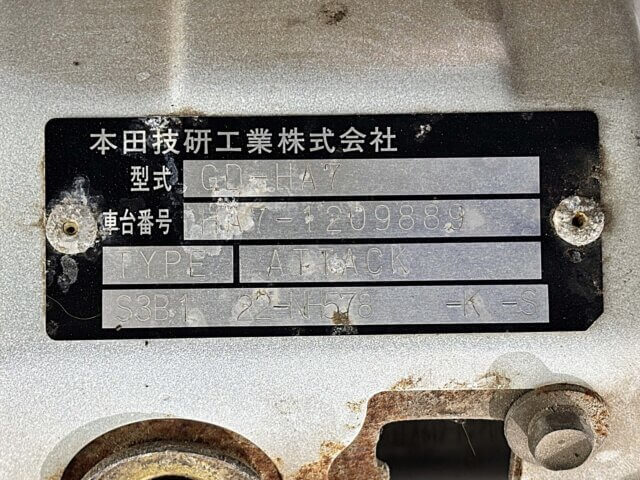 本田技研工業株式会社
型式 GD-HA7
車台番号 HA7-1209889
TYPE ATTACK
S3B1 22-NH578 -K -S